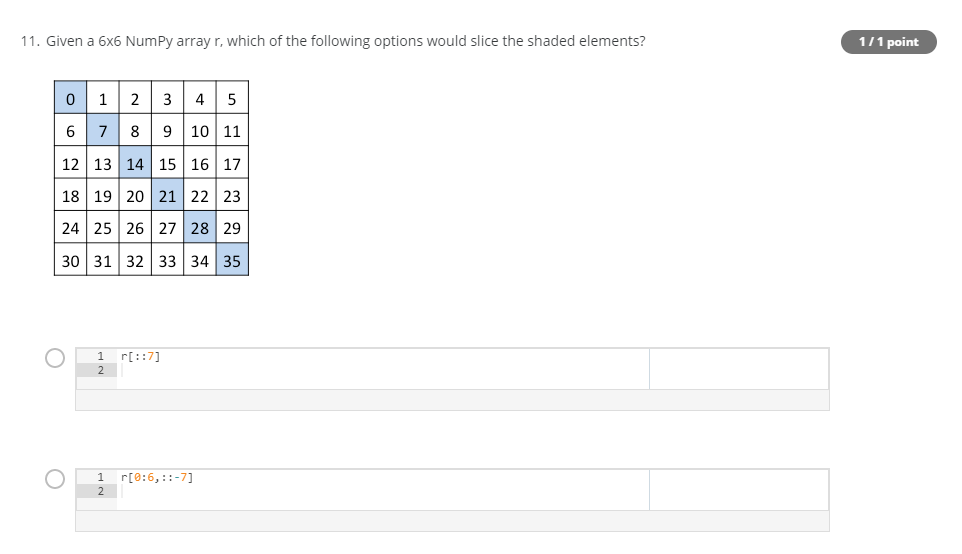 11. Given a 6x6 NumPy array r, which of the following options would slice the shaded elements?
1 / 1 point
0 1 2 3 4 5
6 7 8 9 10 11
12 13 14 15 16 17
18 19 20 21 22 23
24 25 26 27 28 29
30 31 32 33 34 35
1 r[::7]
2
1 r[0:6,::-7]
2